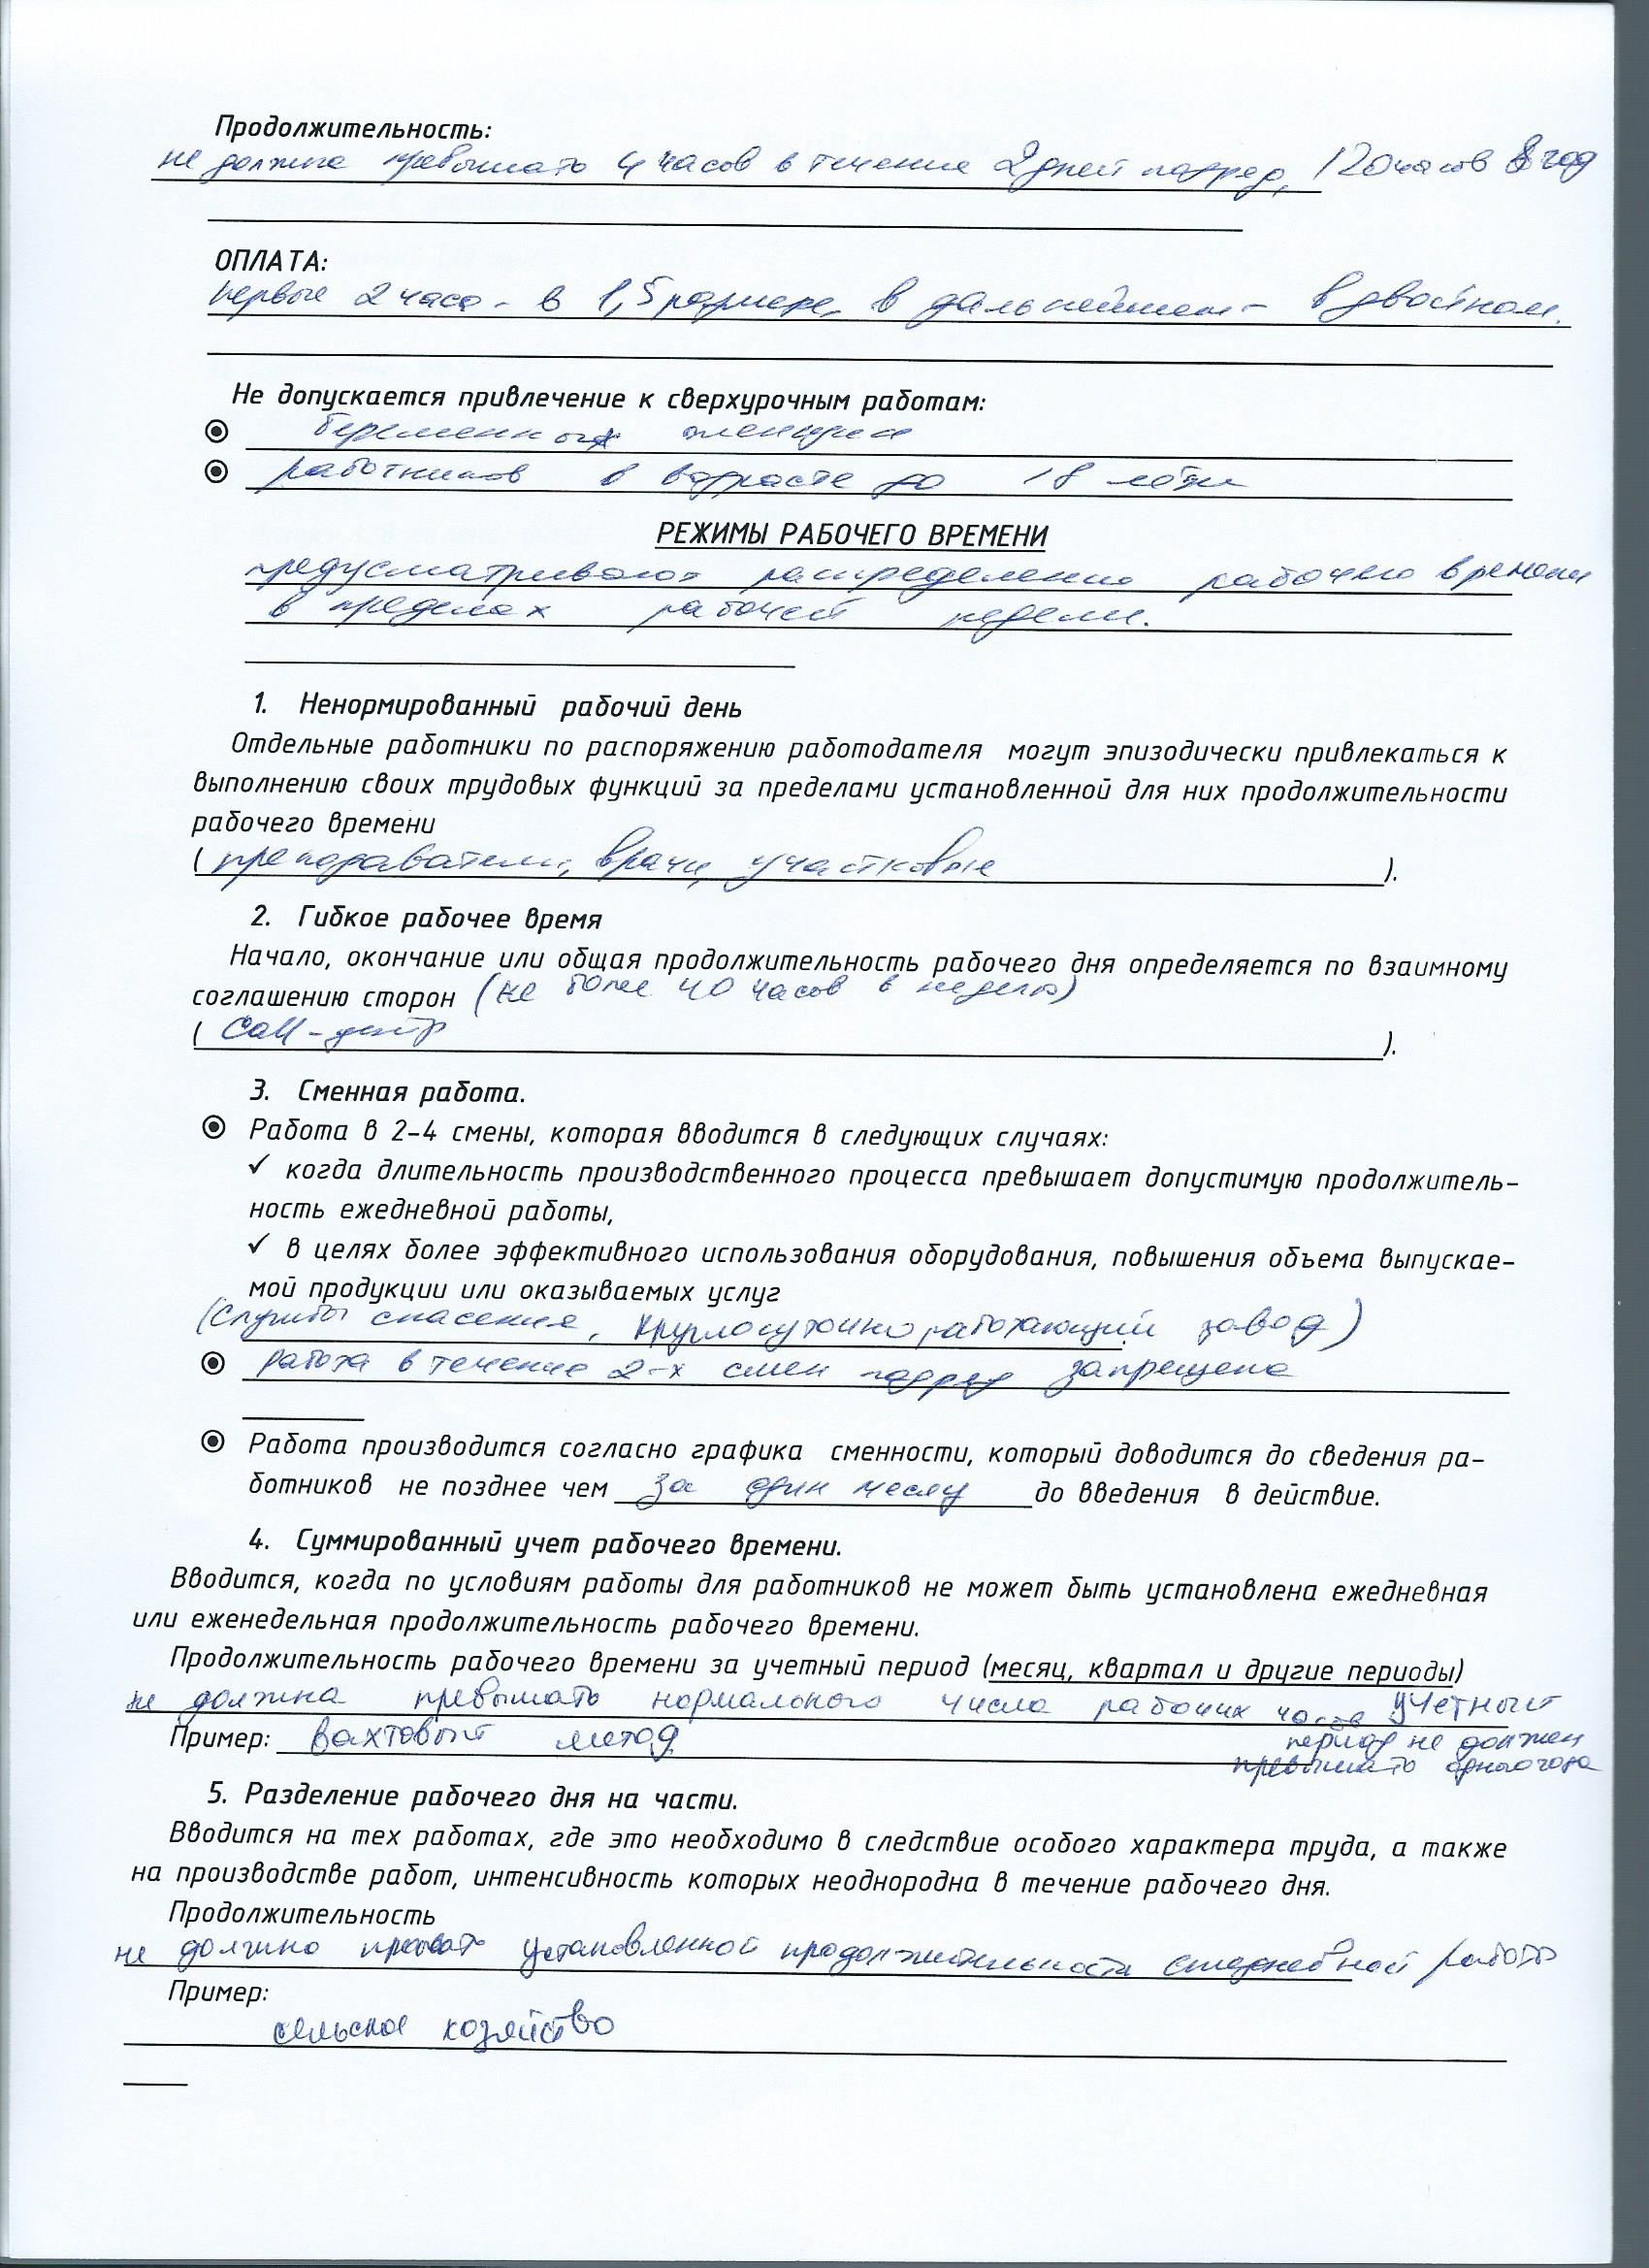 Продолжительность:
не должна превышать 4 часов в течение 2 дней подряд, 120 часов в год
ОПЛАТА:
первые 2 часа - в 1,5 размере, в дальнейшем - в двойном.
Не допускается привлечение к сверхурочным работам:
беременных женщин
работников в возрасте до 18 лет
РЕЖИМЫ РАБОЧЕГО ВРЕМЕНИ
предусматривают распределение рабочего времени
в пределах рабочей недели.
1. Ненормированный рабочий день
Отдельные работники по распоряжению работодателя могут эпизодически привлекаться к
выполнению своих трудовых функций за пределами установленной для них продолжительности
рабочего времени
( преподаватели, врачи, участковые ).
2. Гибкое рабочее время
Начало, окончание или общая продолжительность рабочего дня определяется по взаимному
соглашению сторон (не более 40 часов в неделю)
( Call-центр ).
3. Сменная работа.
Работа в 2-4 смены, которая вводится в следующих случаях:
✓ когда длительность производственного процесса превышает допустимую продолжитель-
ность ежедневной работы,
✓ в целях более эффективного использования оборудования, повышения объема выпускае-
мой продукции или оказываемых услуг
(Службы спасения, круглосуточно работающий завод)
работа в течение 2-х смен подряд запрещена
Работа производится согласно графика сменности, который доводится до сведения ра-
ботников не позднее чем за один месяц до введения в действие.
4. Суммированный учет рабочего времени.
Вводится, когда по условиям работы для работников не может быть установлена ежедневная
или еженедельная продолжительность рабочего времени.
Продолжительность рабочего времени за учетный период (месяц, квартал и другие периоды)
не должна превышать нормального числа рабочих часов учетный
Пример: вахтовый метод период не должен
превышать одного года
5. Разделение рабочего дня на части.
Вводится на тех работах, где это необходимо в следствие особого характера труда, а также
на производстве работ, интенсивность которых неоднородна в течение рабочего дня.
Продолжительность
не должно установленной продолжительности ежедневной работы
Пример:
сельское хозяйство